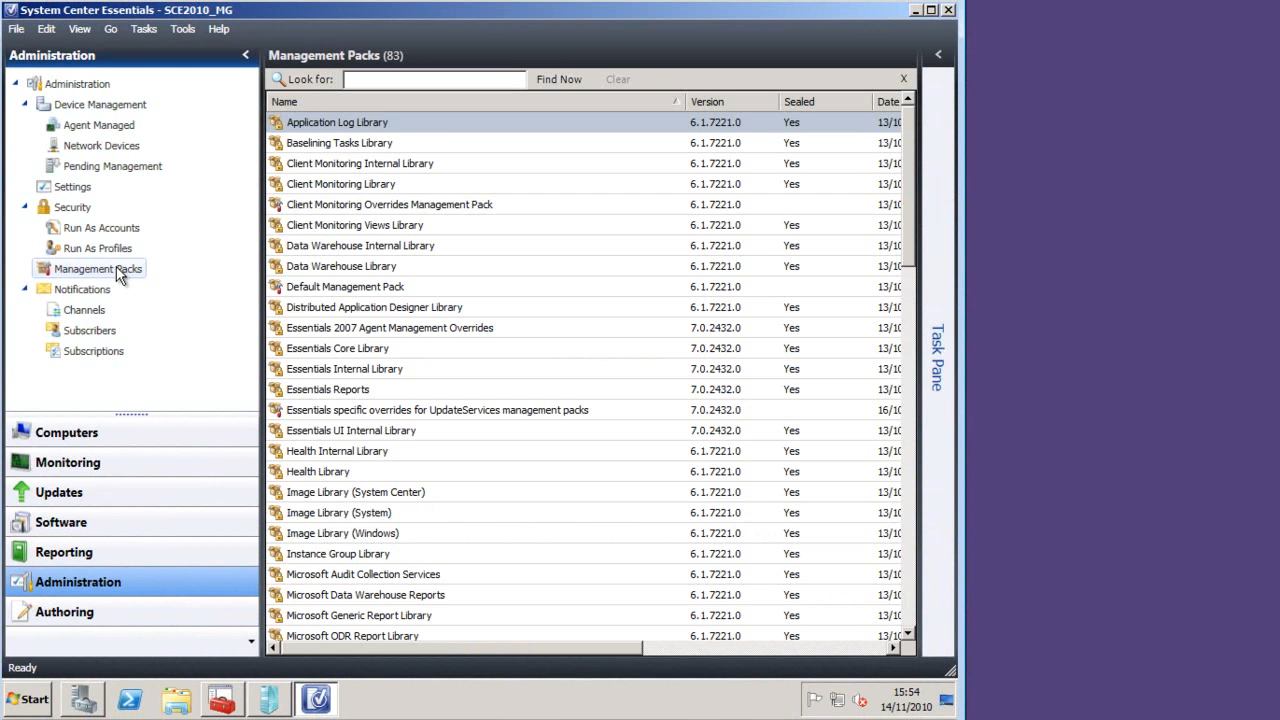 System Center Essentials - SCE2010_MG
File Edit View Go Tasks Tools Help
Administration
Administration
Device Management
Agent Managed
Network Devices
Pending Management
Settings
Security
Run As Accounts
Run As Profiles
Management Packs
Notifications
Channels
Subscribers
Subscriptions
Computers
Monitoring
Updates
Software
Reporting
Administration
Authoring
Management Packs (83)
Look for: Find Now Clear X
Name Version Sealed Date
Application Log Library 6.1.7221.0 Yes 13/10
Baselining Tasks Library 6.1.7221.0 Yes 13/10
Client Monitoring Internal Library 6.1.7221.0 Yes 13/10
Client Monitoring Library 6.1.7221.0 Yes 13/10
Client Monitoring Overrides Management Pack 6.1.7221.0 13/10
Client Monitoring Views Library 6.1.7221.0 Yes 13/10
Data Warehouse Internal Library 6.1.7221.0 Yes 13/10
Data Warehouse Library 6.1.7221.0 Yes 13/10
Default Management Pack 6.1.7221.0 13/10
Distributed Application Designer Library 6.1.7221.0 Yes 13/10
Essentials 2007 Agent Management Overrides 7.0.2432.0 Yes 13/10
Essentials Core Library 7.0.2432.0 Yes 13/10
Essentials Internal Library 7.0.2432.0 Yes 13/10
Essentials Reports 7.0.2432.0 Yes 13/10
Essentials specific overrides for UpdateServices management packs 7.0.2432.0 16/10
Essentials UI Internal Library 7.0.2432.0 Yes 13/10
Health Internal Library 6.1.7221.0 Yes 13/10
Health Library 6.1.7221.0 Yes 13/10
Image Library (System Center) 6.1.7221.0 Yes 13/10
Image Library (System) 6.1.7221.0 Yes 13/10
Image Library (Windows) 6.1.7221.0 Yes 13/10
Instance Group Library 6.1.7221.0 Yes 13/10
Microsoft Audit Collection Services 6.1.7221.0 Yes 13/10
Microsoft Data Warehouse Reports 6.1.7221.0 Yes 13/10
Microsoft Generic Report Library 6.1.7221.0 Yes 13/10
Microsoft ODR Report Library 6.1.7221.0 Yes 13/10
Task Pane
Ready
Start
15:54
14/11/2010